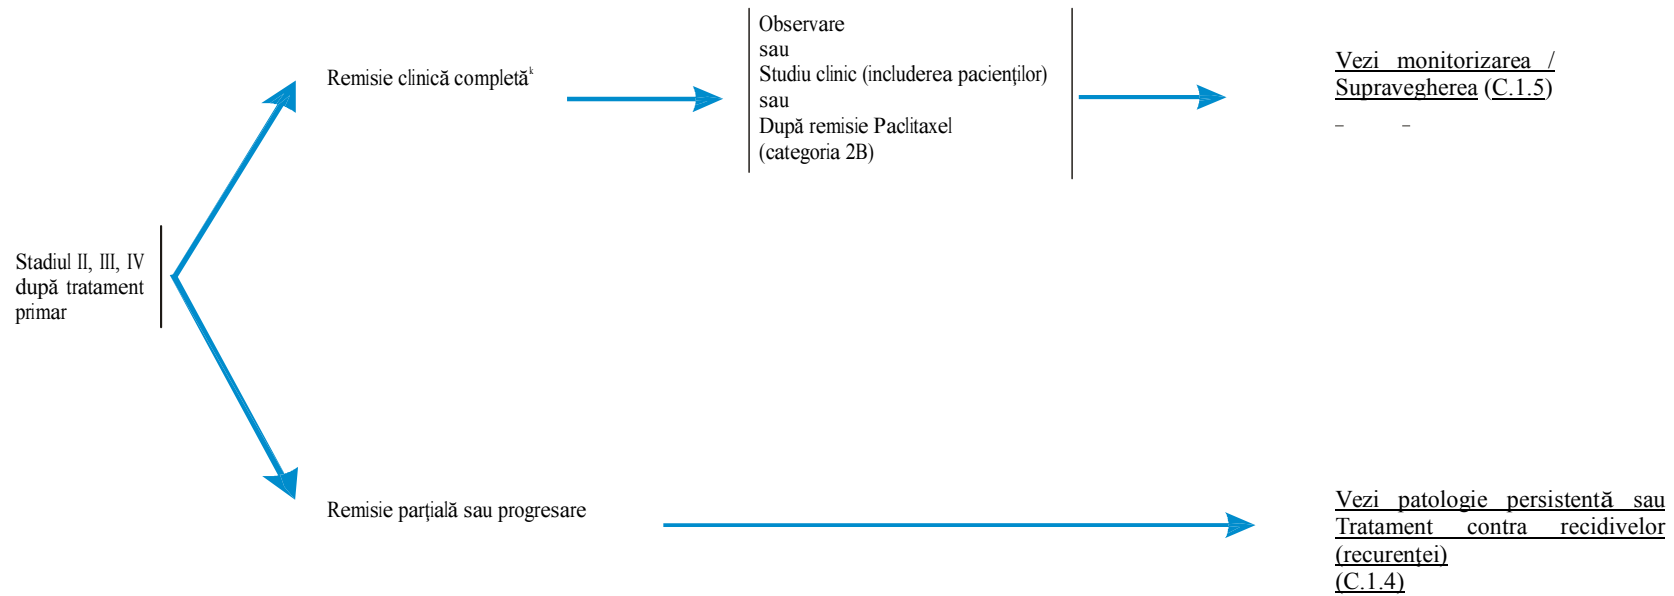 Stadiul II, III, IV
după tratament
primar
Remisie clinică completăᵏ
Observare
sau
Studiu clinic (includerea pacienților)
sau
După remisie Paclitaxel
(categoria 2B)
Vezi monitorizarea /
Supravegherea (C.1.5)
Remisie parțială sau progresare
Vezi patologie persistentă sau
Tratament contra recidivelor
(recurenței)
(C.1.4)